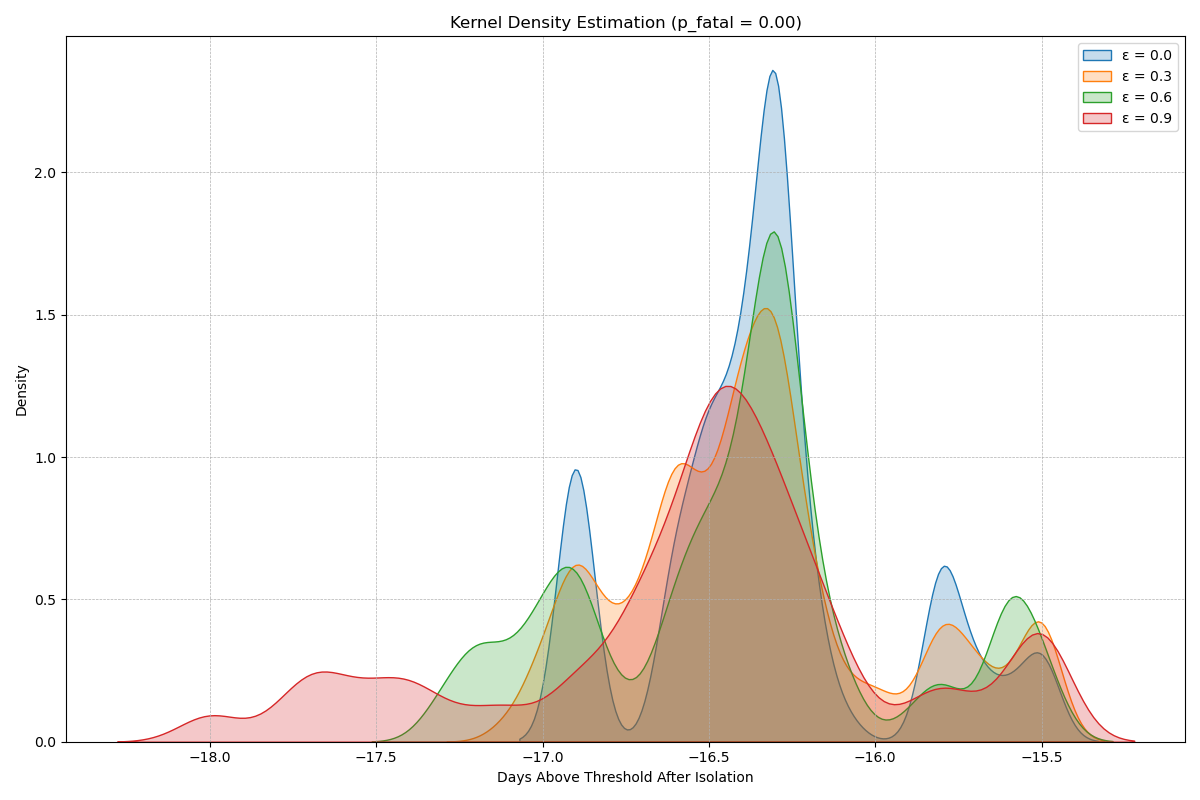 Kernel Density Estimation (p_fatal = 0.00)
ε = 0.0
ε = 0.3
ε = 0.6
ε = 0.9
Density
2.0
1.5
1.0
0.5
0.0
−18.0
−17.5
−17.0
−16.5
−16.0
−15.5
Days Above Threshold After Isolation